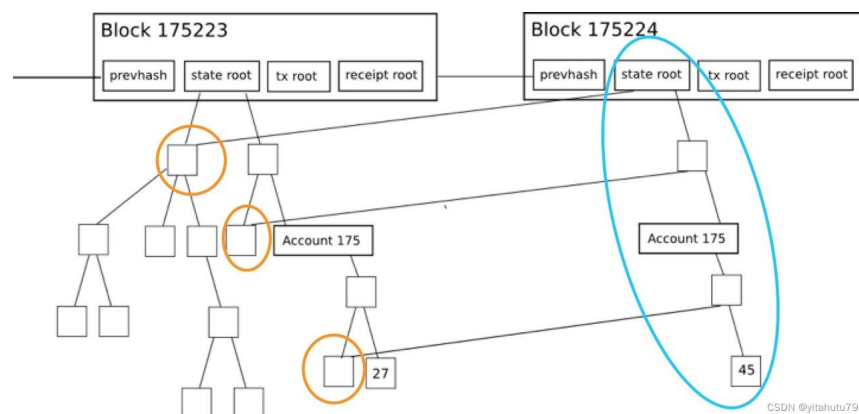 Block 175223
prevhash
state root
tx root
receipt root
Block 175224
prevhash
state root
tx root
receipt root
Account 175
27
Account 175
45
CSDN @yitahutu79